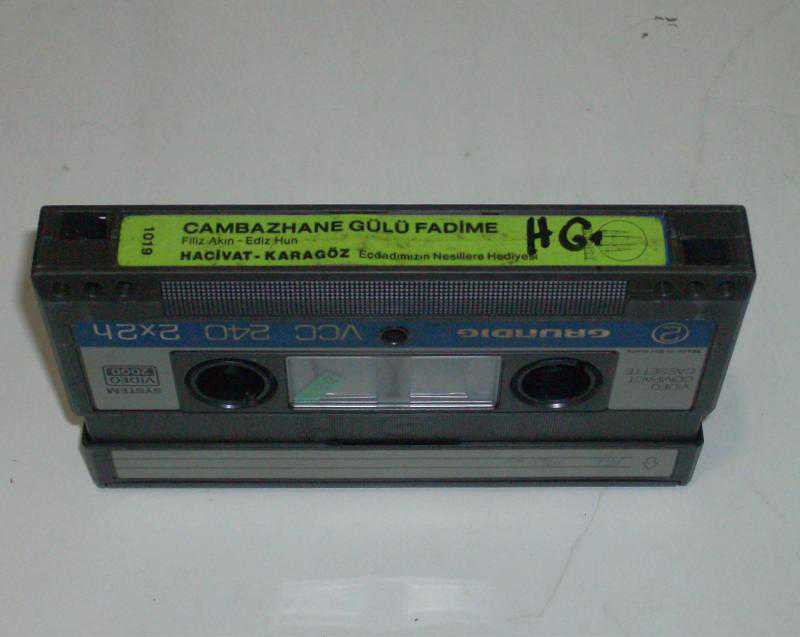 1019
CAMBAZHANE GÜLÜ FADİME
Filiz Akın - Ediz Hun
HACİVAT - KARAGÖZ Ecdadımızın Nesillere Hediyesi
HG
2
GRUNDIG VCC 240 2x2h
VIDEO
COMPACT
CASSETTE
SYSTEM
VIDEO
2000